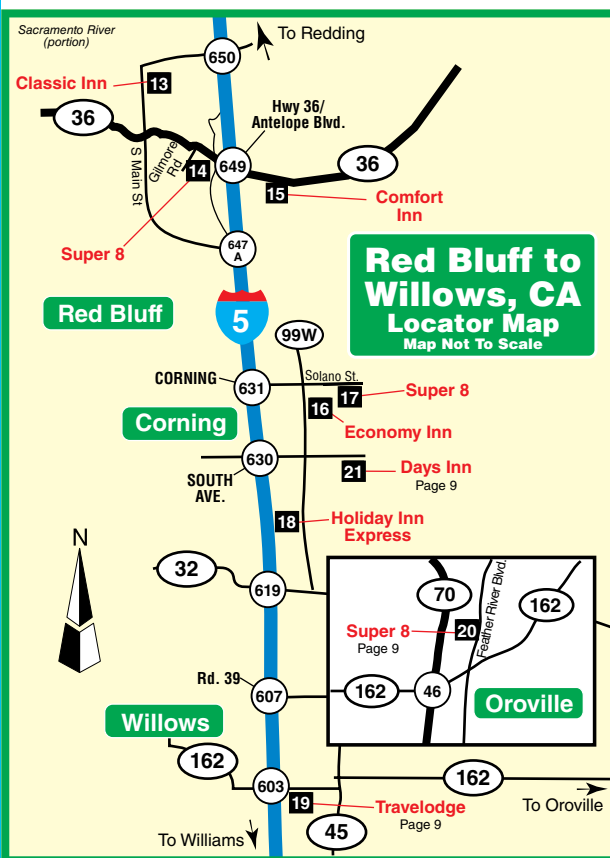 Sacramento River
(portion)
To Redding
650
Classic Inn
13
36
Hwy 36/
Antelope Blvd.
S Main St
Gilmore
Rd
14
649
36
15
Comfort
Inn
Super 8
647
A
Red Bluff to
Willows, CA
Locator Map
Map Not To Scale
Red Bluff
5
99W
CORNING
631
Solano St.
17
Super 8
16
Corning
Economy Inn
630
SOUTH
AVE.
21
Days Inn
Page 9
18
Holiday Inn
Express
N
32
619
70
Feather River Blvd.
162
Super 8
Page 9
20
Rd. 39
607
162
46
Oroville
Willows
162
603
162
19
Travelodge
Page 9
To Oroville
To Williams
45